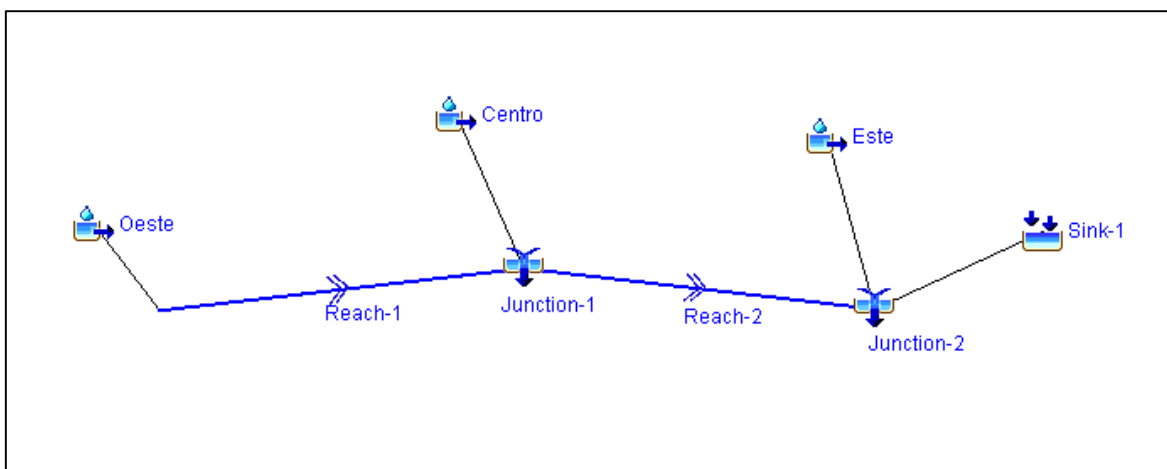 Centro
Este
Oeste
Sink-1
Reach-1
Junction-1
Reach-2
Junction-2